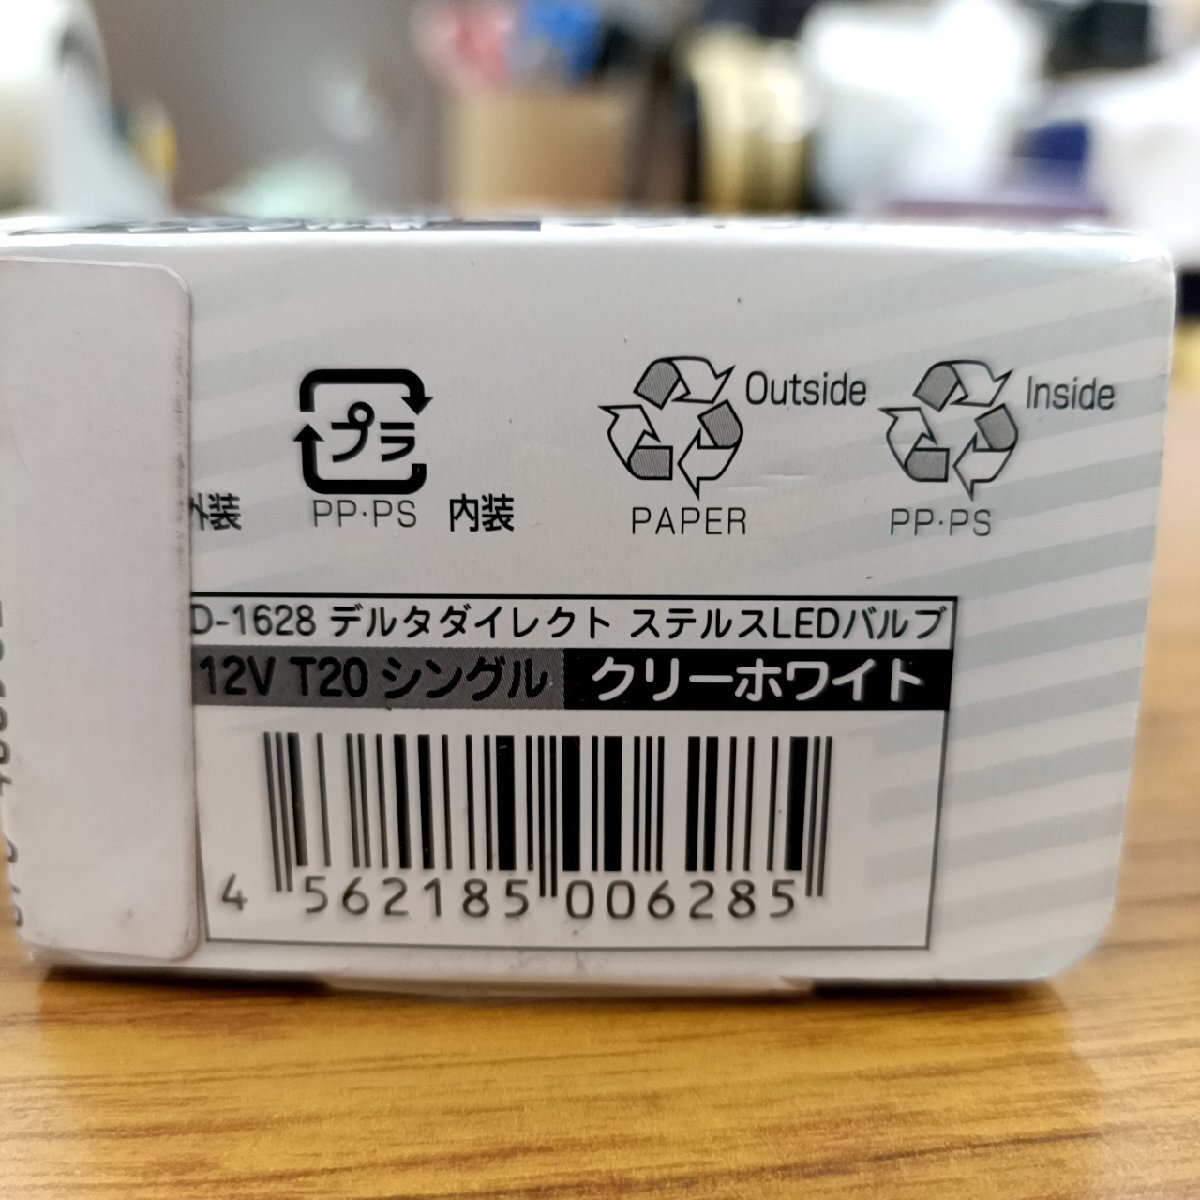 プラ
Outside
Inside
外装 PP·PS 内装 PAPER PP·PS
D-1628 デルタダイレクト ステルスLEDバルブ
12V T20 シングル クリーホワイト
4 562185 006285